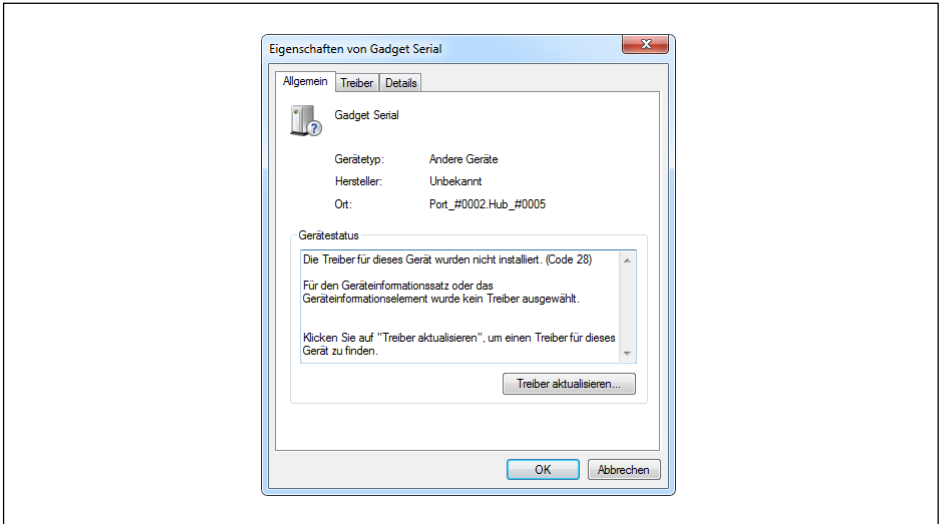 Eigenschaften von Gadget Serial
Allgemein Treiber Details
Gadget Serial
Gerätetyp: Andere Geräte
Hersteller: Unbekannt
Ort: Port_#0002.Hub_#0005
Gerätestatus
Die Treiber für dieses Gerät wurden nicht installiert. (Code 28)
Für den Geräteinformationssatz oder das
Geräteinformationselement wurde kein Treiber ausgewählt.
Klicken Sie auf "Treiber aktualisieren", um einen Treiber für dieses
Gerät zu finden.
Treiber aktualisieren...
OK Abbrechen